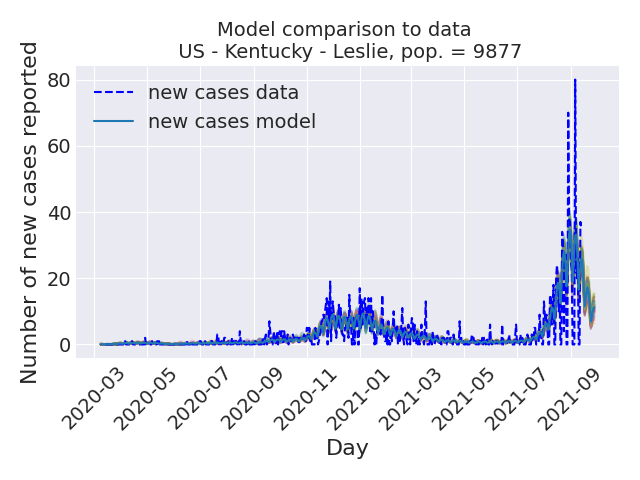 Model comparison to data
US - Kentucky - Leslie, pop. = 9877
Number of new cases reported
80
60
40
20
0
new cases data
new cases model
2020-03
2020-05
2020-07
2020-09
2020-11
2021-01
2021-03
2021-05
2021-07
2021-09
Day